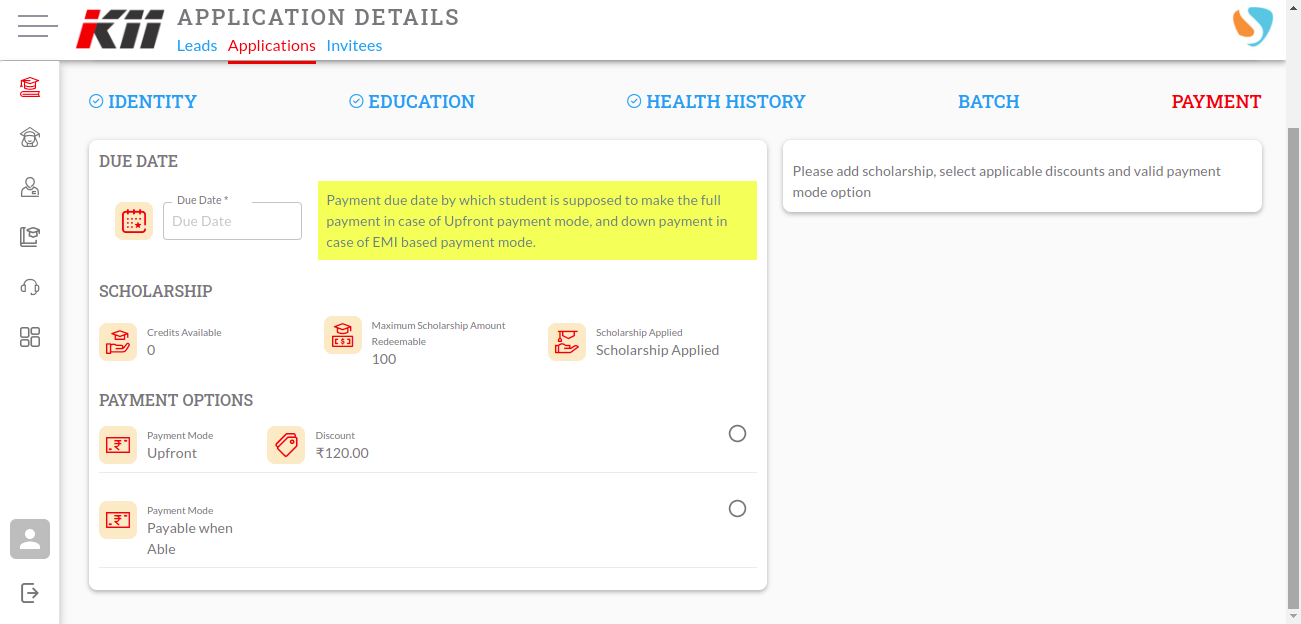 KII
APPLICATION DETAILS
Leads Applications Invitees
IDENTITY EDUCATION HEALTH HISTORY BATCH PAYMENT
DUE DATE
Due Date *
Due Date
Payment due date by which student is supposed to make the full
payment in case of Upfront payment mode, and down payment in
case of EMI based payment mode.
Please add scholarship, select applicable discounts and valid payment
mode option
SCHOLARSHIP
Credits Available
0
Maximum Scholarship Amount
Redeemable
100
Scholarship Applied
Scholarship Applied
PAYMENT OPTIONS
Payment Mode
Upfront
Discount
₹120.00
Payment Mode
Payable when
Able